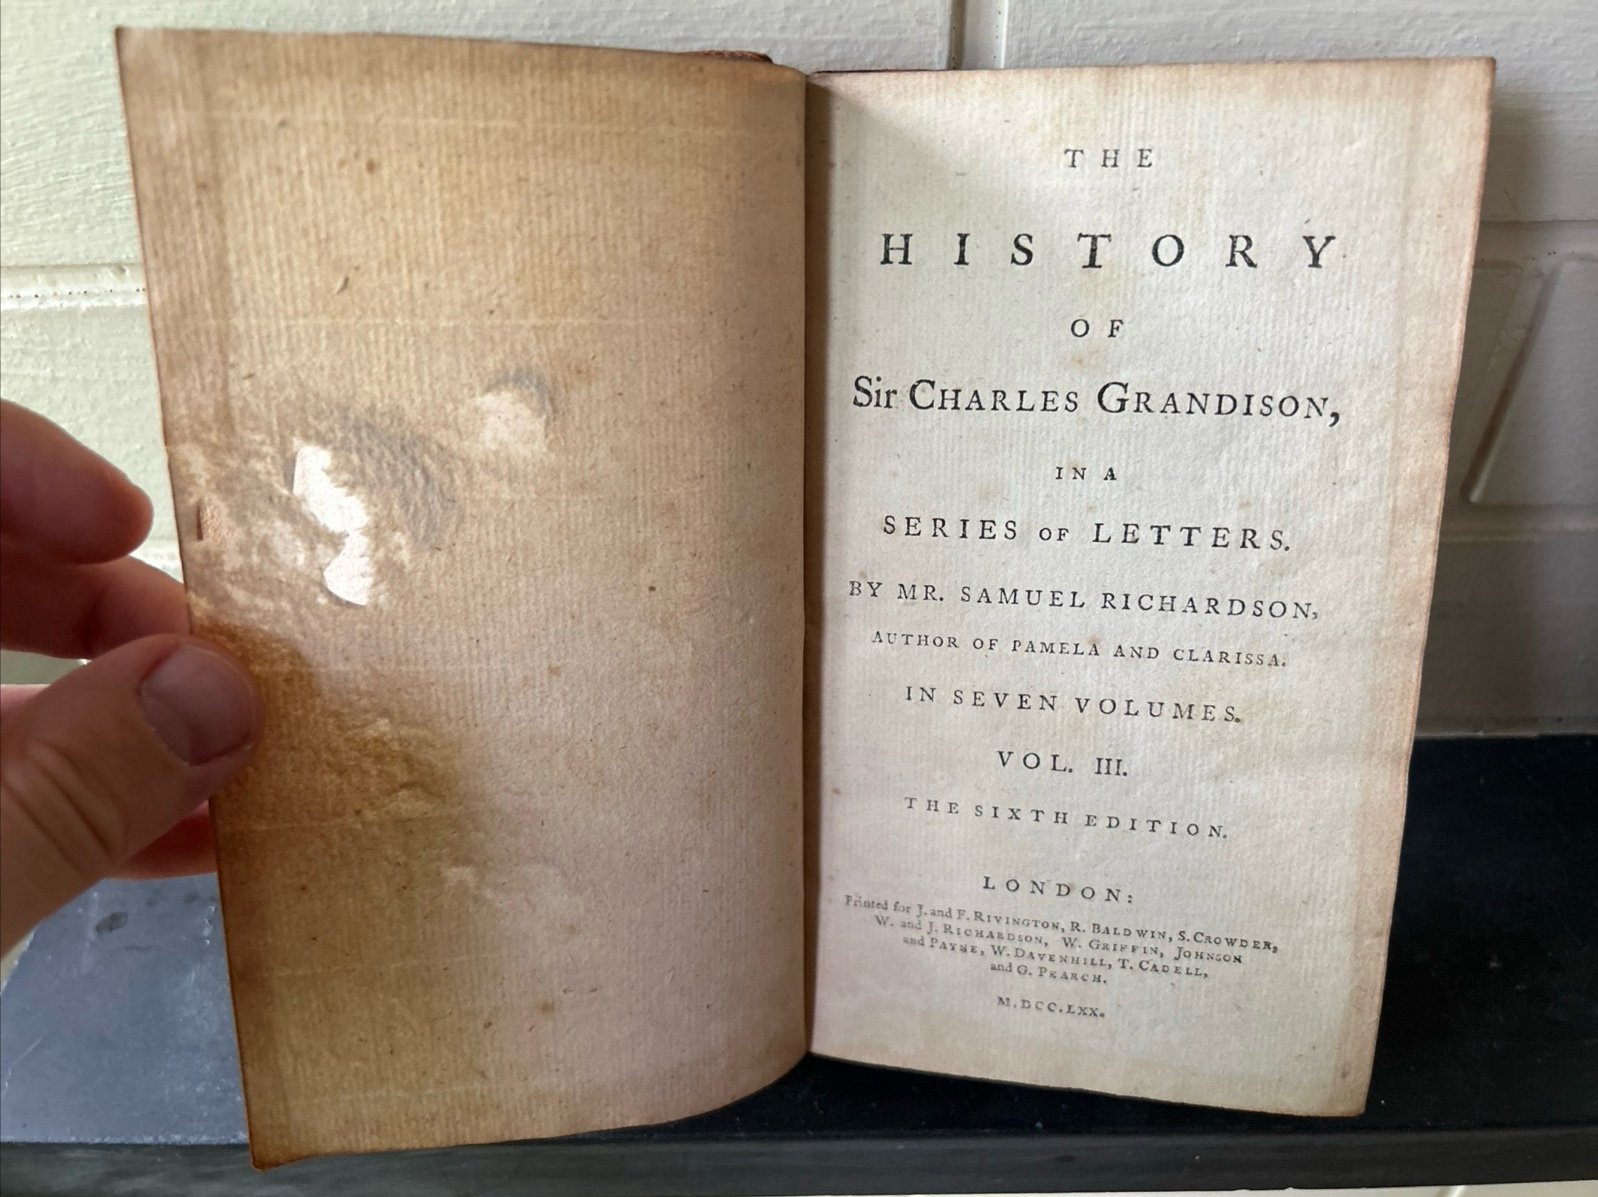 THE
HISTORY
OF
Sir CHARLES GRANDISON,
IN A
SERIES OF LETTERS.
BY MR. SAMUEL RICHARDSON,
AUTHOR OF PAMELA AND CLARISSA.
IN SEVEN VOLUMES.
VOL. III.
THE SIXTH EDITION.
LONDON:
Printed for J. and F. RIVINGTON, R. BALDWIN, S. CROWDER,
W. and J. RICHARDSON, W. GRIFFIN, JOHNSON
and PAYNE, W. DAVENHILL, T. CADELL,
and G. PEARCH.
M.DCC.LXX.